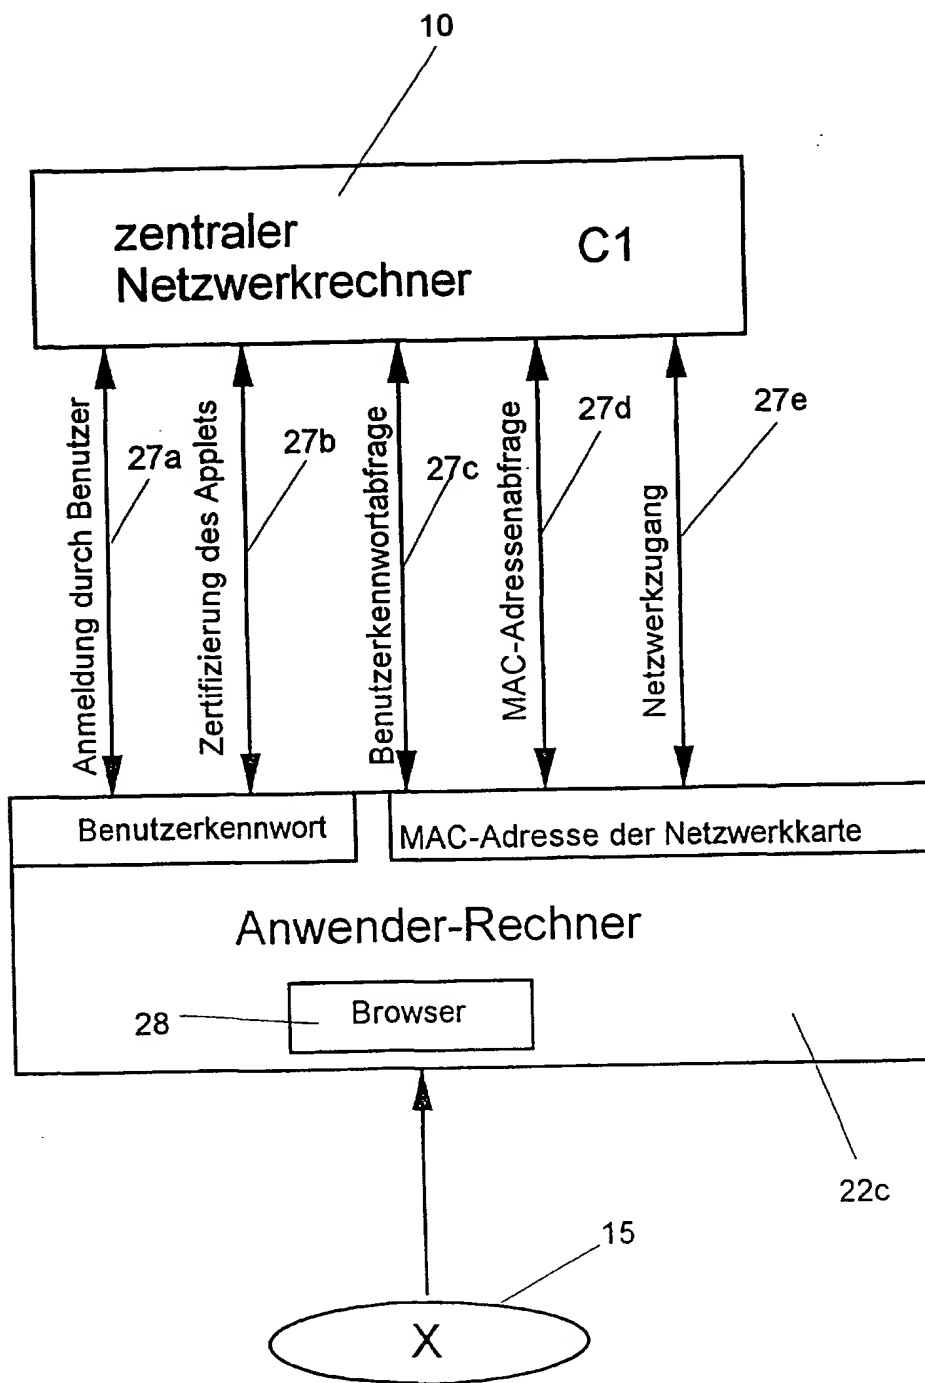 10
zentraler
Netzwerkrechner
C1
Anmeldung durch Benutzer
27a
Zertifizierung des Applets
27b
Benutzerkennwortabfrage
27c
MAC-Adressenabfrage
27d
Netzwerkzugang
27e
Benutzerkennwort
MAC-Adresse der Netzwerkkarte
Anwender-Rechner
28
Browser
22c
15
X